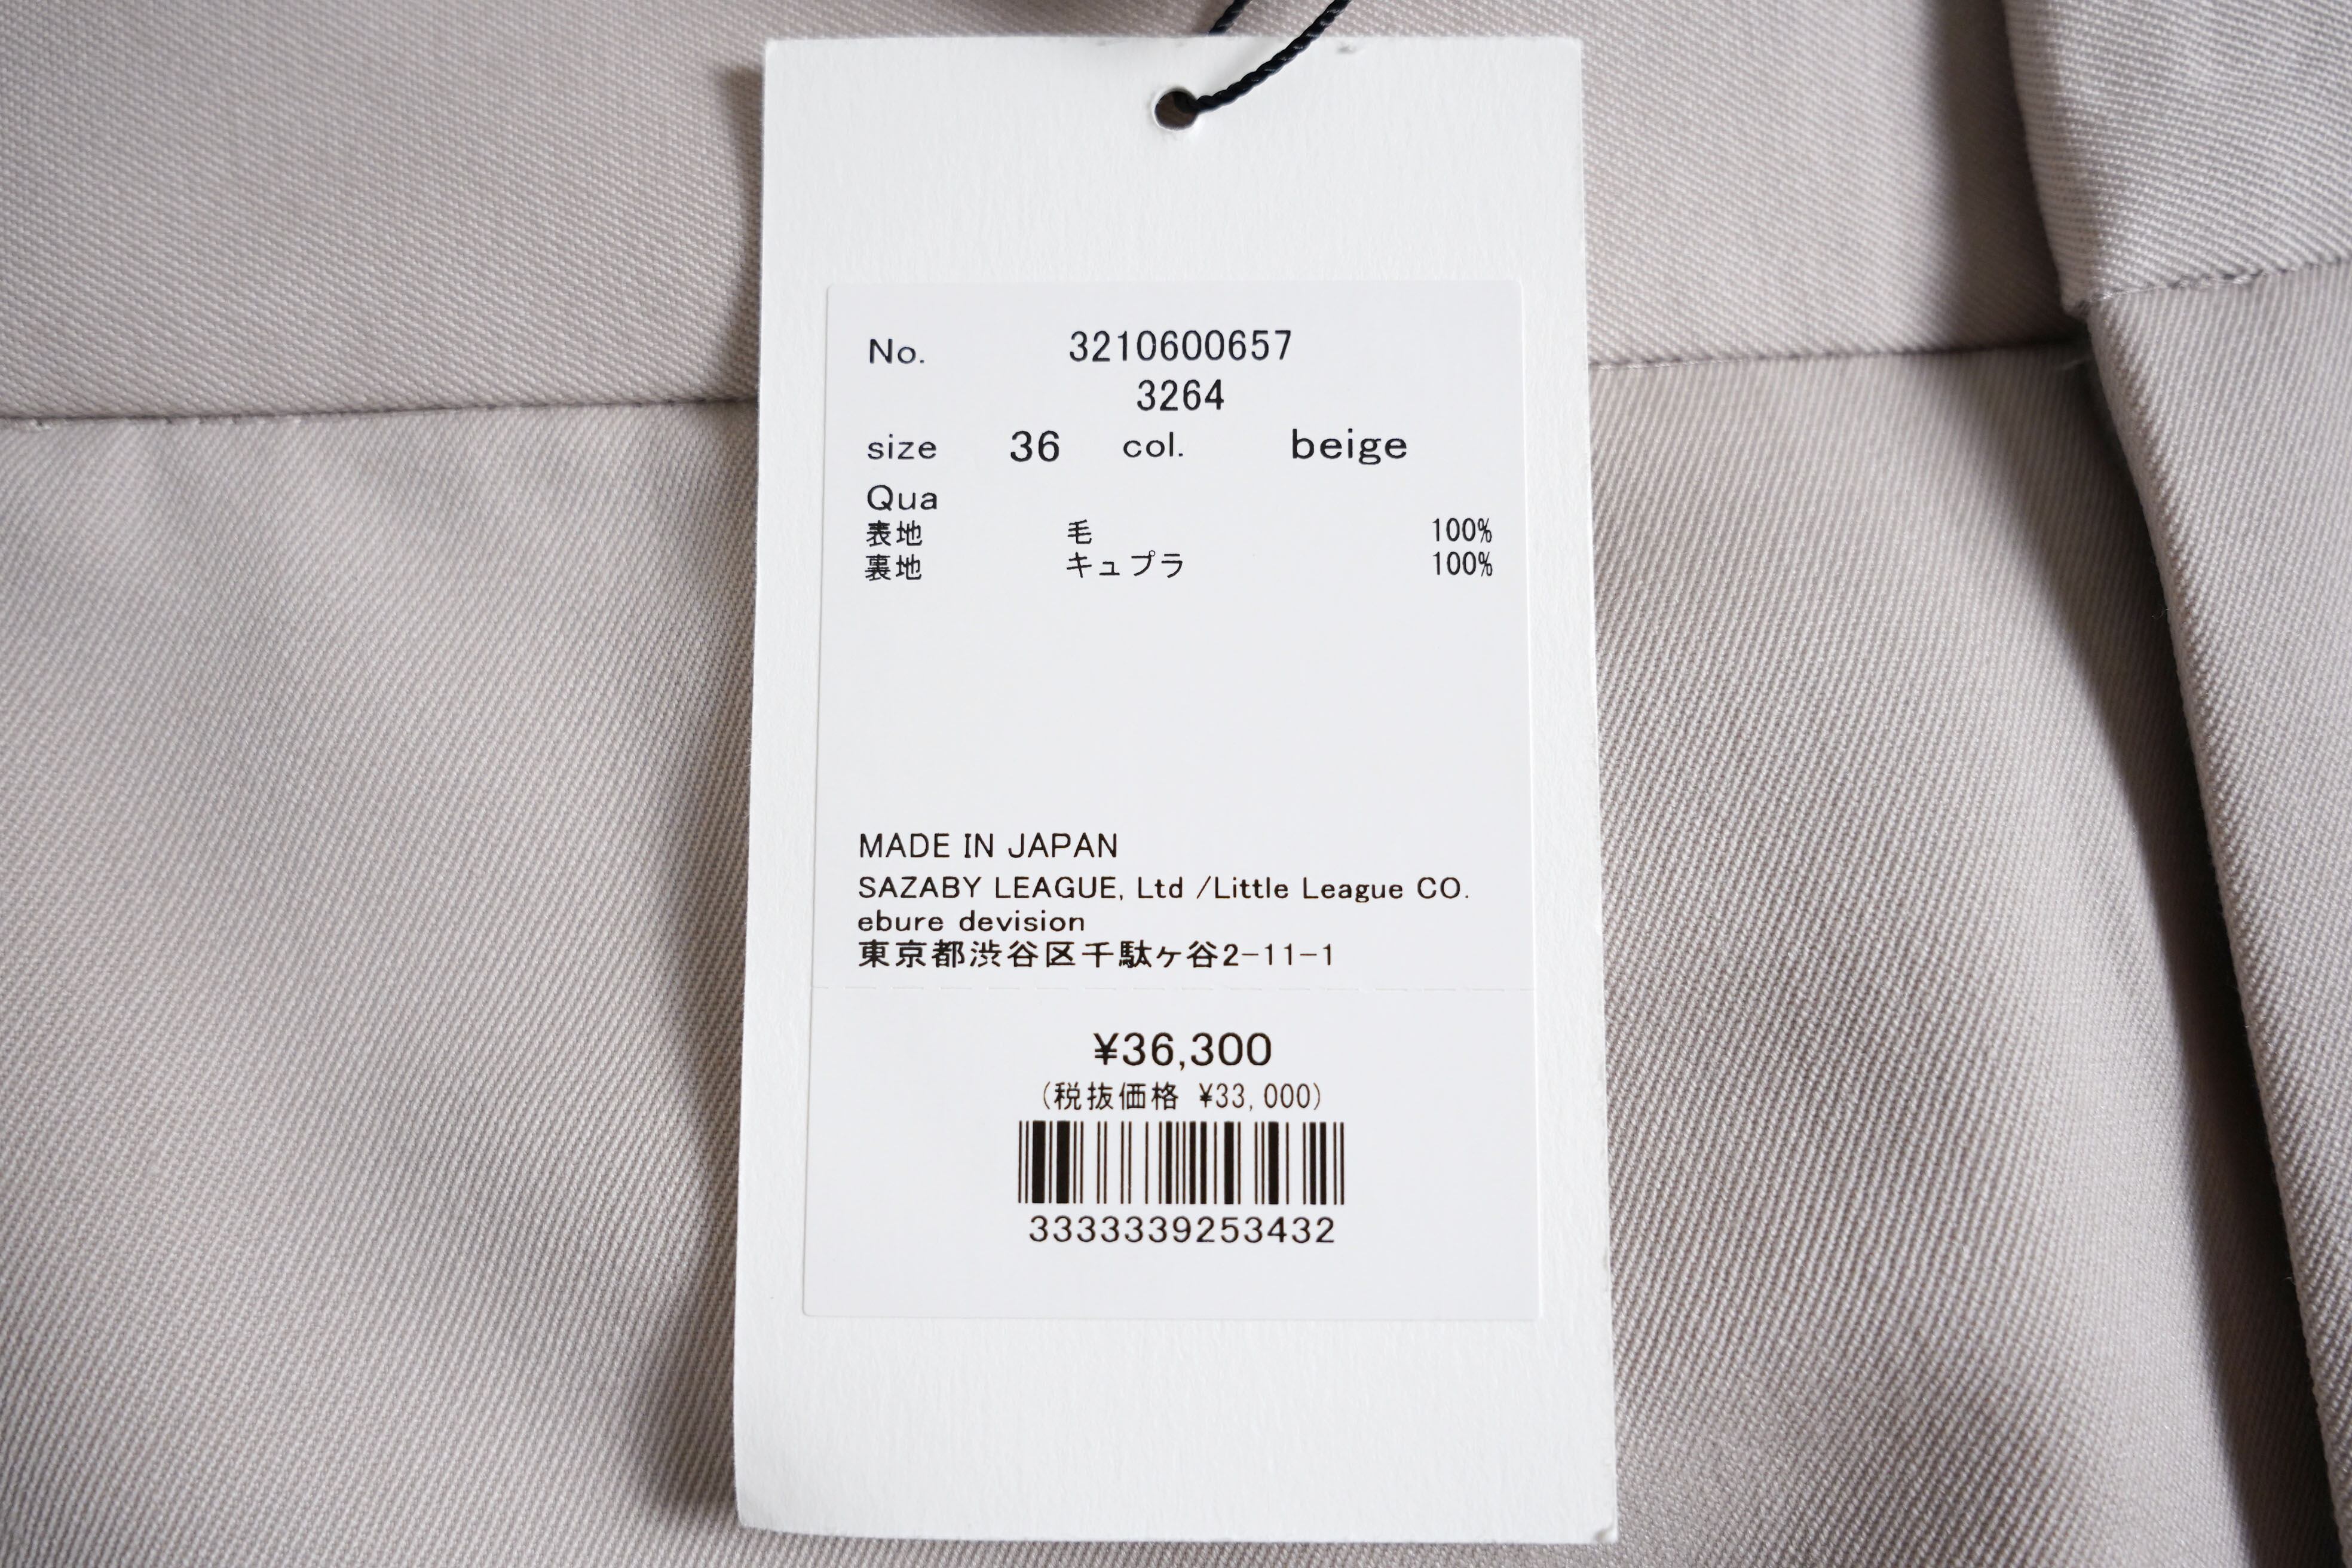 No. 3210600657
3264
size 36 col. beige
Qua
表地 毛 100%
裏地 キュプラ 100%
MADE IN JAPAN
SAZABY LEAGUE, Ltd /Little League CO.
ebure devision
東京都渋谷区千駄ヶ谷2-11-1
¥36,300
(税抜価格 ¥33,000)
3333339253432